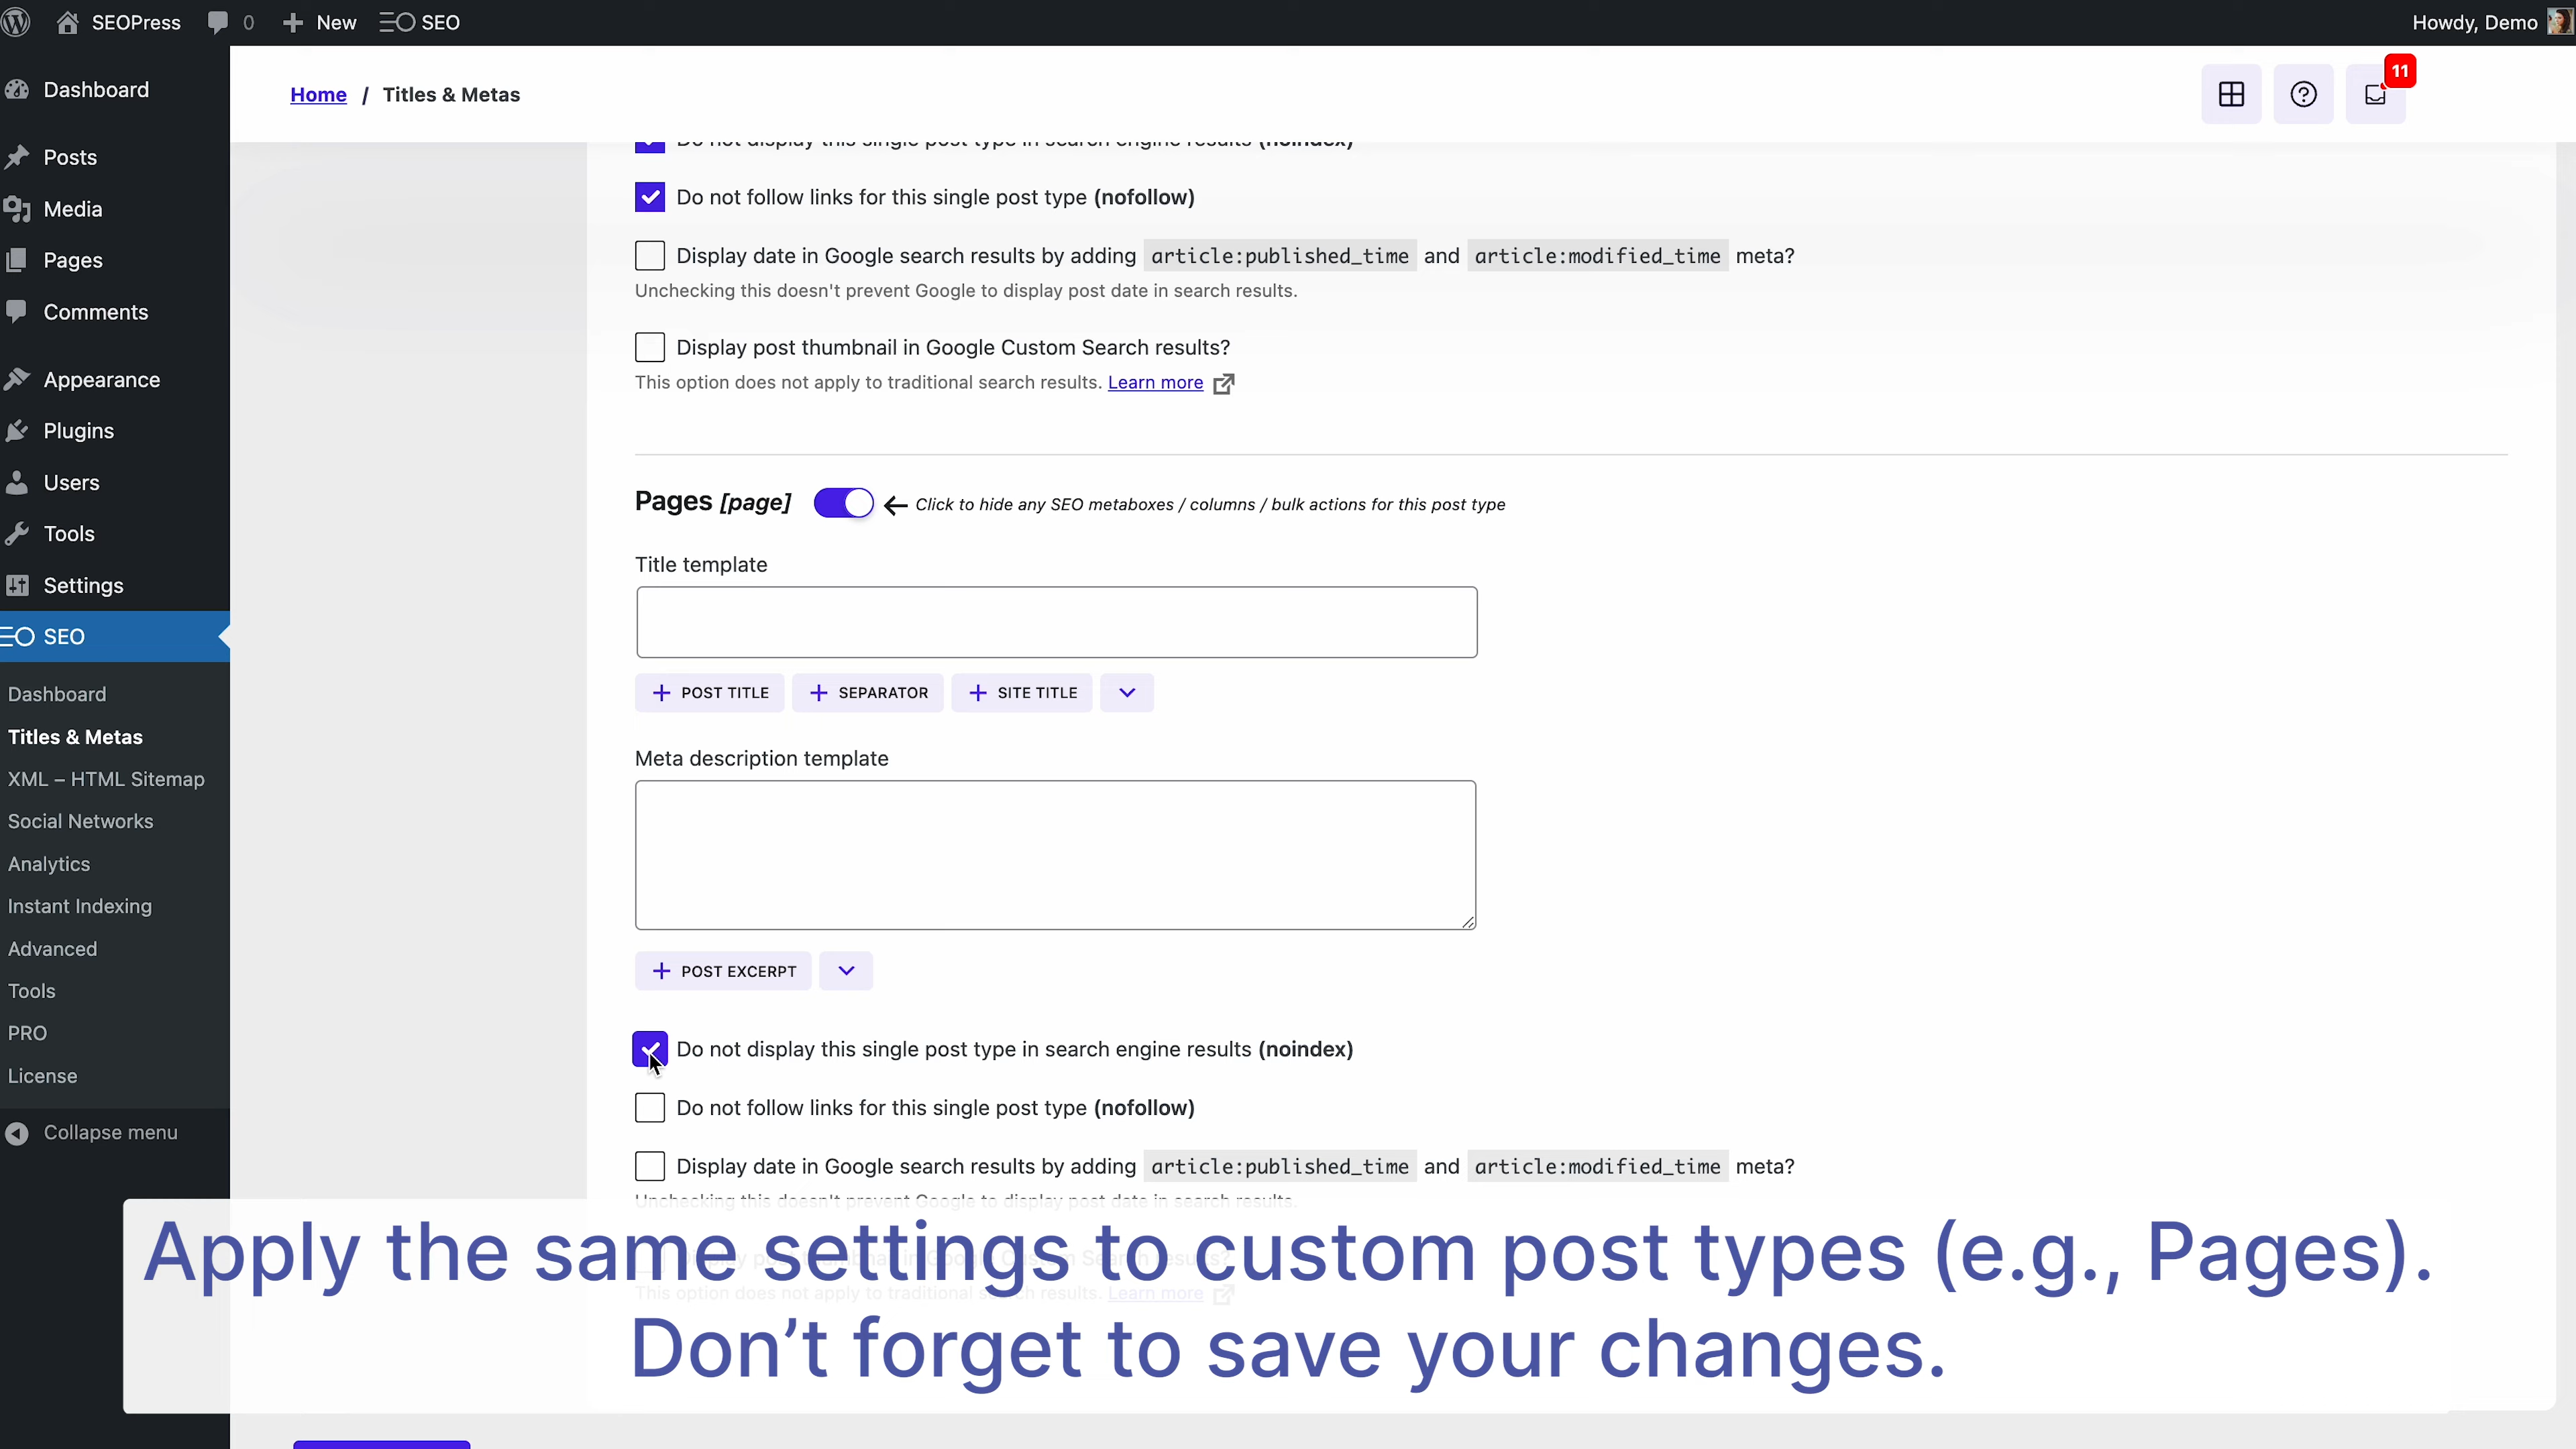 SEOPress 0 New SEO Howdy, Demo
Dashboard
Posts
Media
Pages
Comments
Appearance
Plugins
Users
Tools
Settings
SEO
Dashboard
Titles & Metas
XML – HTML Sitemap
Social Networks
Analytics
Instant Indexing
Advanced
Tools
PRO
License
Collapse menu
Home / Titles & Metas
11
Do not display this single post type in search engine results (noindex)
Do not follow links for this single post type (nofollow)
Display date in Google search results by adding article:published_time and article:modified_time meta?
Unchecking this doesn't prevent Google to display post date in search results.
Display post thumbnail in Google Custom Search results?
This option does not apply to traditional search results. Learn more
Pages [page] Click to hide any SEO metaboxes / columns / bulk actions for this post type
Title template
+ POST TITLE + SEPARATOR + SITE TITLE
Meta description template
+ POST EXCERPT
Do not display this single post type in search engine results (noindex)
Do not follow links for this single post type (nofollow)
Display date in Google search results by adding article:published_time and article:modified_time meta?
Unchecking this doesn't prevent Google to display post date in search results.
Display post thumbnail in Google Custom Search results?
This option does not apply to traditional search results. Learn more
Apply the same settings to custom post types (e.g., Pages).
Don’t forget to save your changes.